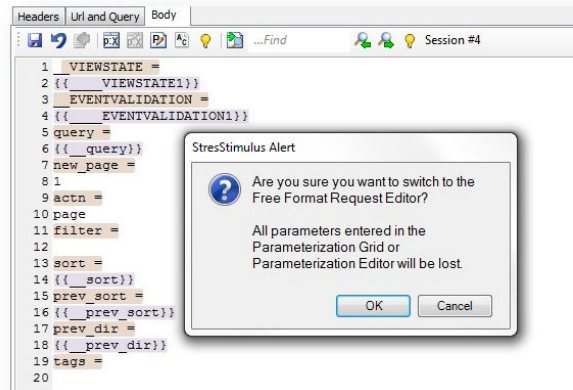 Headers Url and Query Body
...Find Session #4
1 __VIEWSTATE =
2 {{____VIEWSTATE1}}
3 __EVENTVALIDATION =
4 {{____EVENTVALIDATION1}}
5 query =
6 {{__query}}
7 new_page =
8 1
9 actn =
10 page
11 filter =
12
13 sort =
14 {{__sort}}
15 prev_sort =
16 {{__prev_sort}}
17 prev_dir =
18 {{__prev_dir}}
19 tags =
20
StresStimulus Alert
Are you sure you want to switch to the
Free Format Request Editor?
All parameters entered in the
Parameterization Grid or
Parameterization Editor will be lost.
OK Cancel